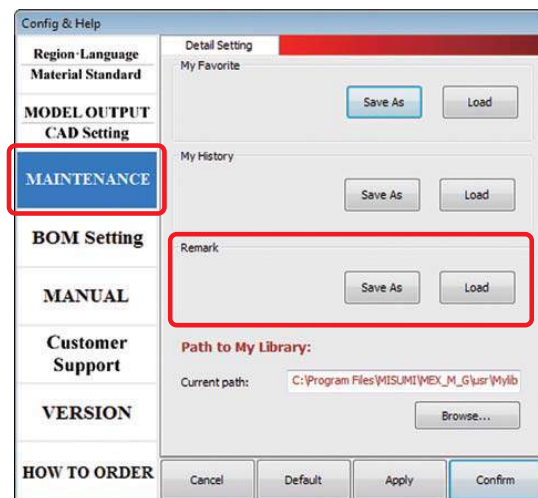 Config & Help
Region·Language
Material Standard
MODEL OUTPUT
CAD Setting
MAINTENANCE
BOM Setting
MANUAL
Customer
Support
VERSION
HOW TO ORDER
Detail Setting
My Favorite
Save As
Load
My History
Save As
Load
Remark
Save As
Load
Path to My Library:
Current path:
C:\Program Files\MISUMI\MEX_M_G\usr\Mylib
Browse...
Cancel
Default
Apply
Confirm